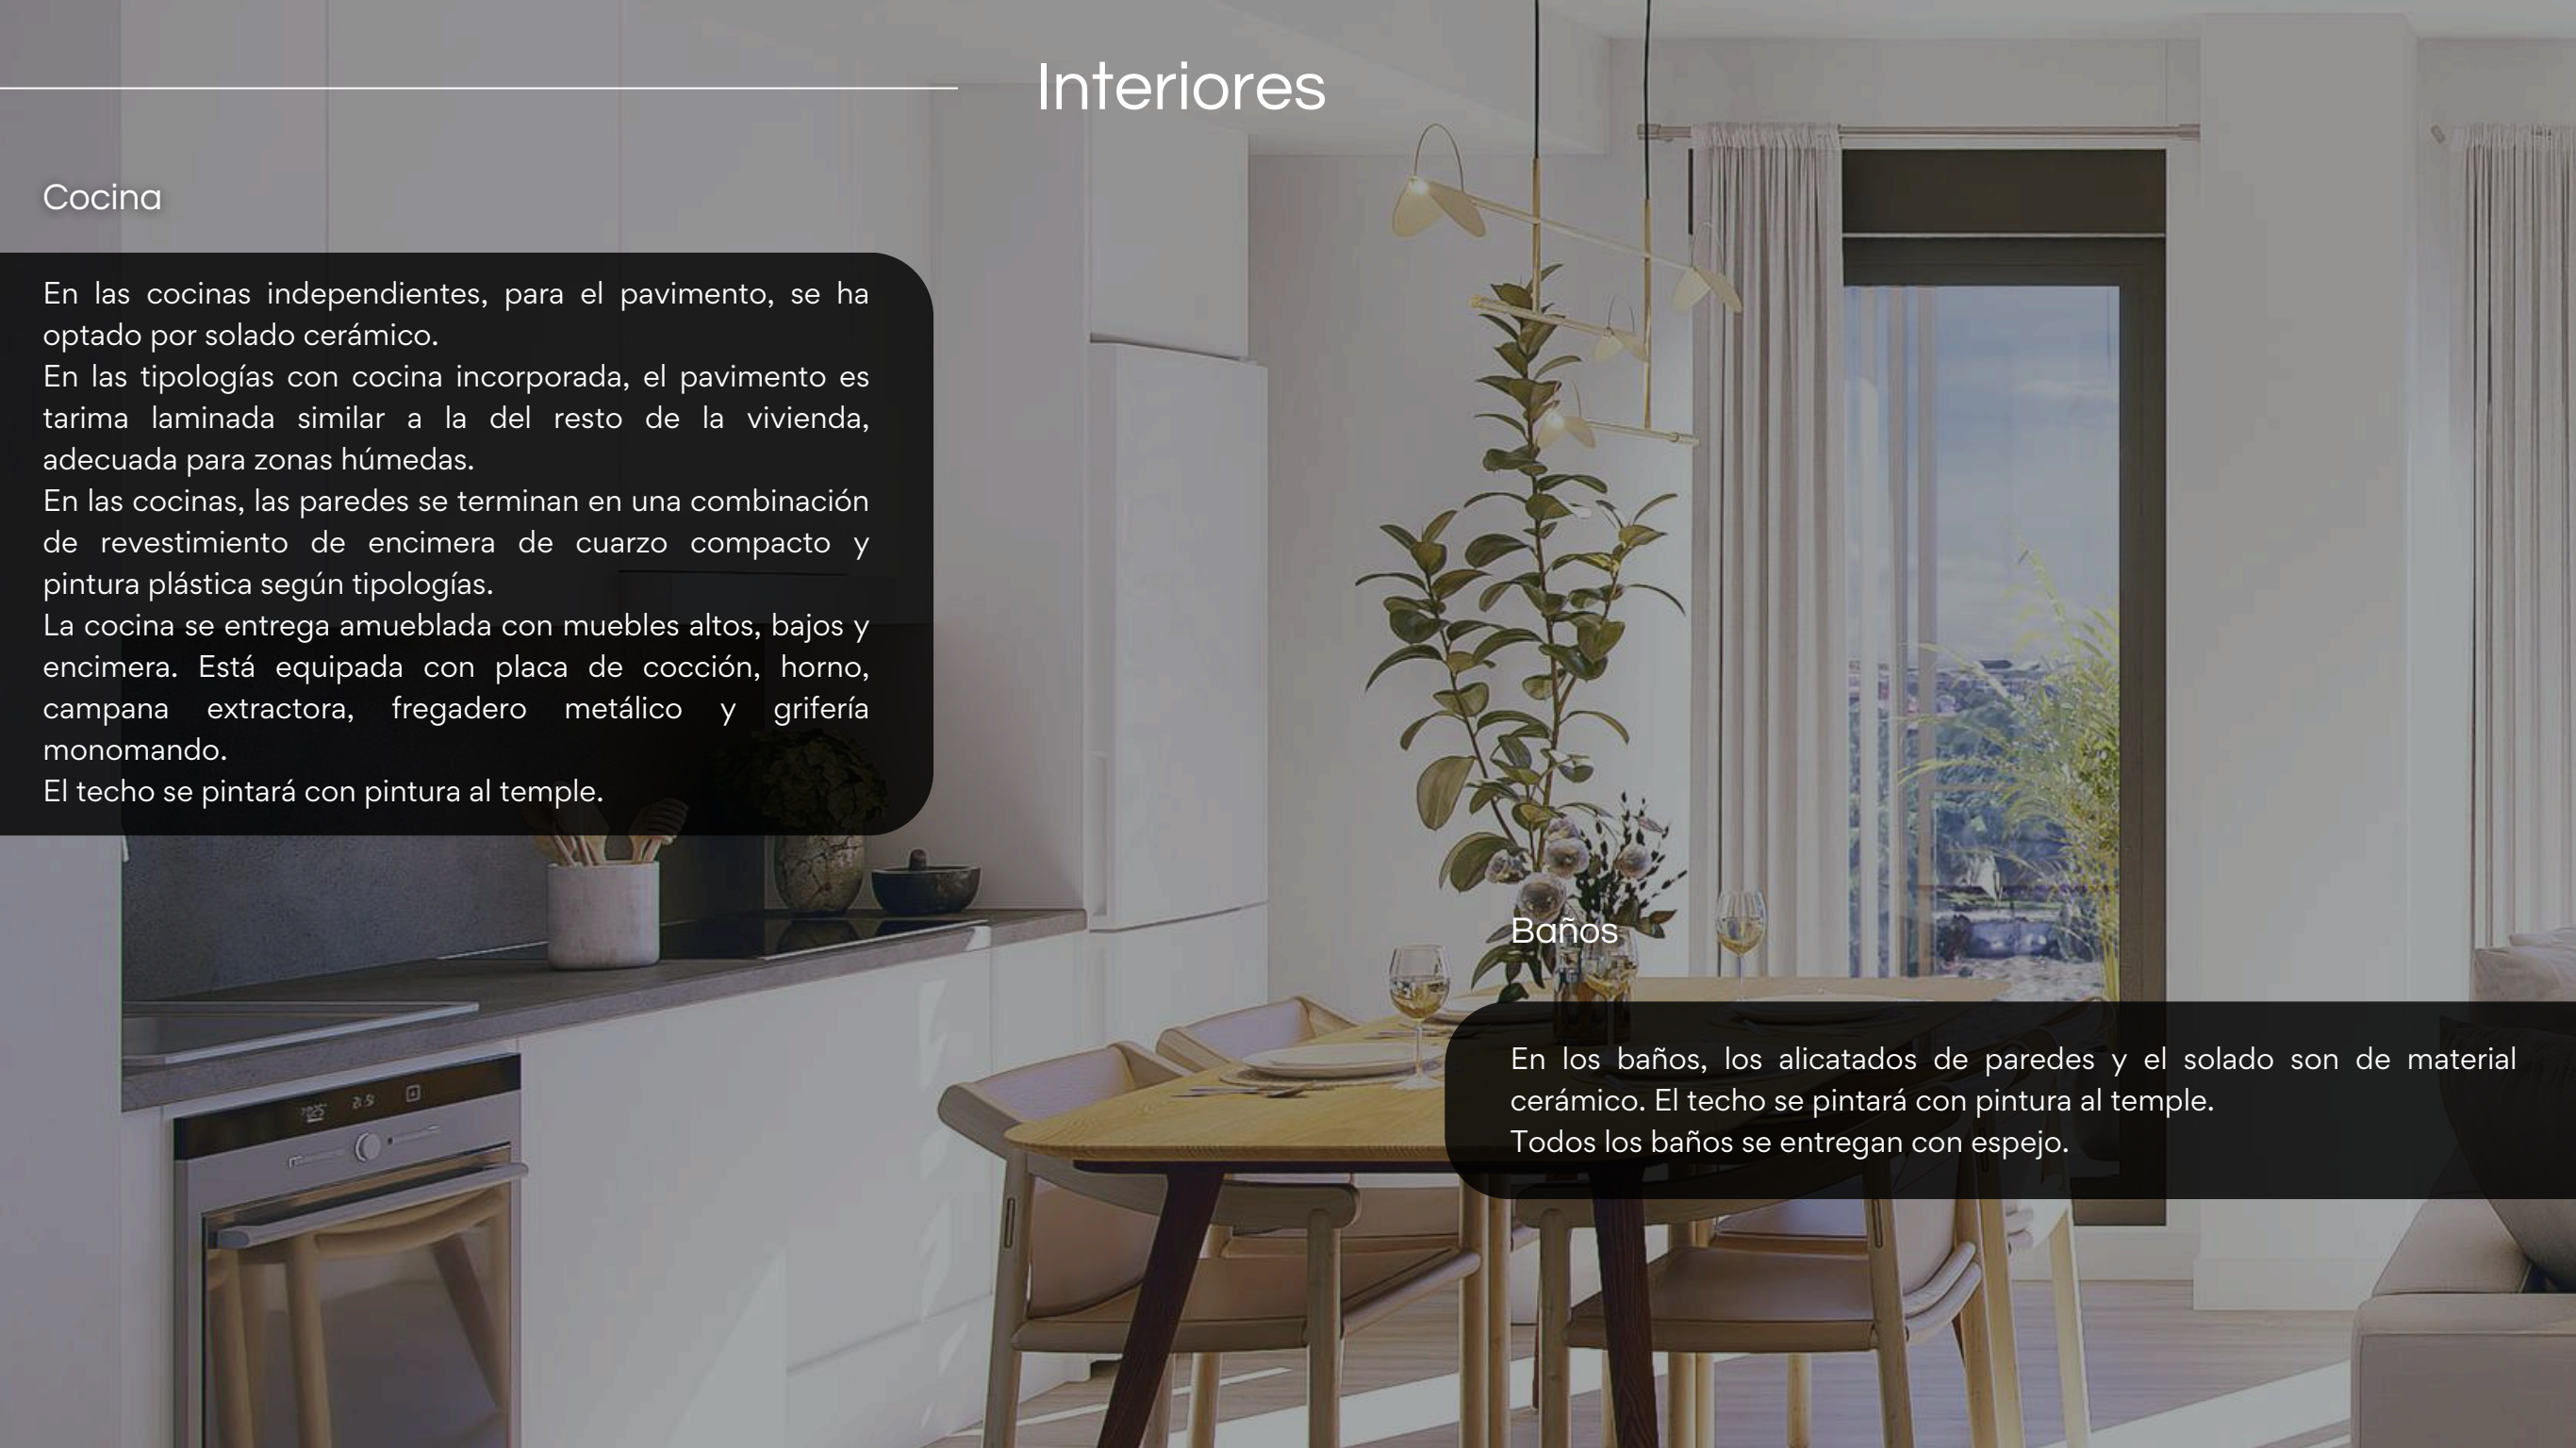 Interiores
Cocina
En las cocinas independientes, para el pavimento, se ha
optado por solado cerámico.
En las tipologías con cocina incorporada, el pavimento es
tarima laminada similar a la del resto de la vivienda,
adecuada para zonas húmedas.
En las cocinas, las paredes se terminan en una combinación
de revestimiento de encimera de cuarzo compacto y
pintura plástica según tipologías.
La cocina se entrega amueblada con muebles altos, bajos y
encimera. Está equipada con placa de cocción, horno,
campana extractora, fregadero metálico y grifería
monomando.
El techo se pintará con pintura al temple.
Baños
En los baños, los alicatados de paredes y el solado son de material
cerámico. El techo se pintará con pintura al temple.
Todos los baños se entregan con espejo.